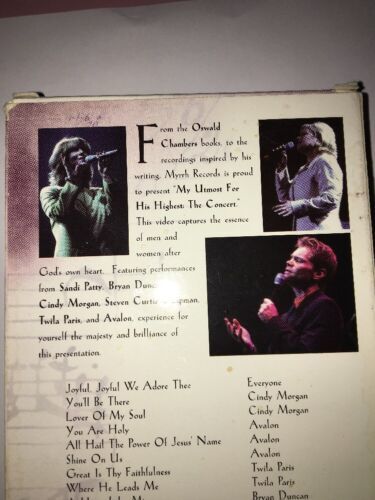 From the Oswald
Chambers books, to the
recordings inspired by his
writing, Myrrh Records is proud
to present "My Utmost For
His Highest: The Concert."
This video captures the essence
of men and
women after
God's own heart. Featuring performances
from Sandi Patty, Bryan Duncan,
Cindy Morgan, Steven Curtis Chapman,
Twila Paris, and Avalon, experience for
yourself the majesty and brilliance of
this presentation.
Joyful, Joyful We Adore Thee Everyone
You'll Be There Cindy Morgan
Lover Of My Soul Cindy Morgan
You Are Holy Avalon
All Hail The Power Of Jesus' Name Avalon
Shine On Us Avalon
Great Is Thy Faithfulness Twila Paris
Where He Leads Me Twila Paris
Bryan Duncan